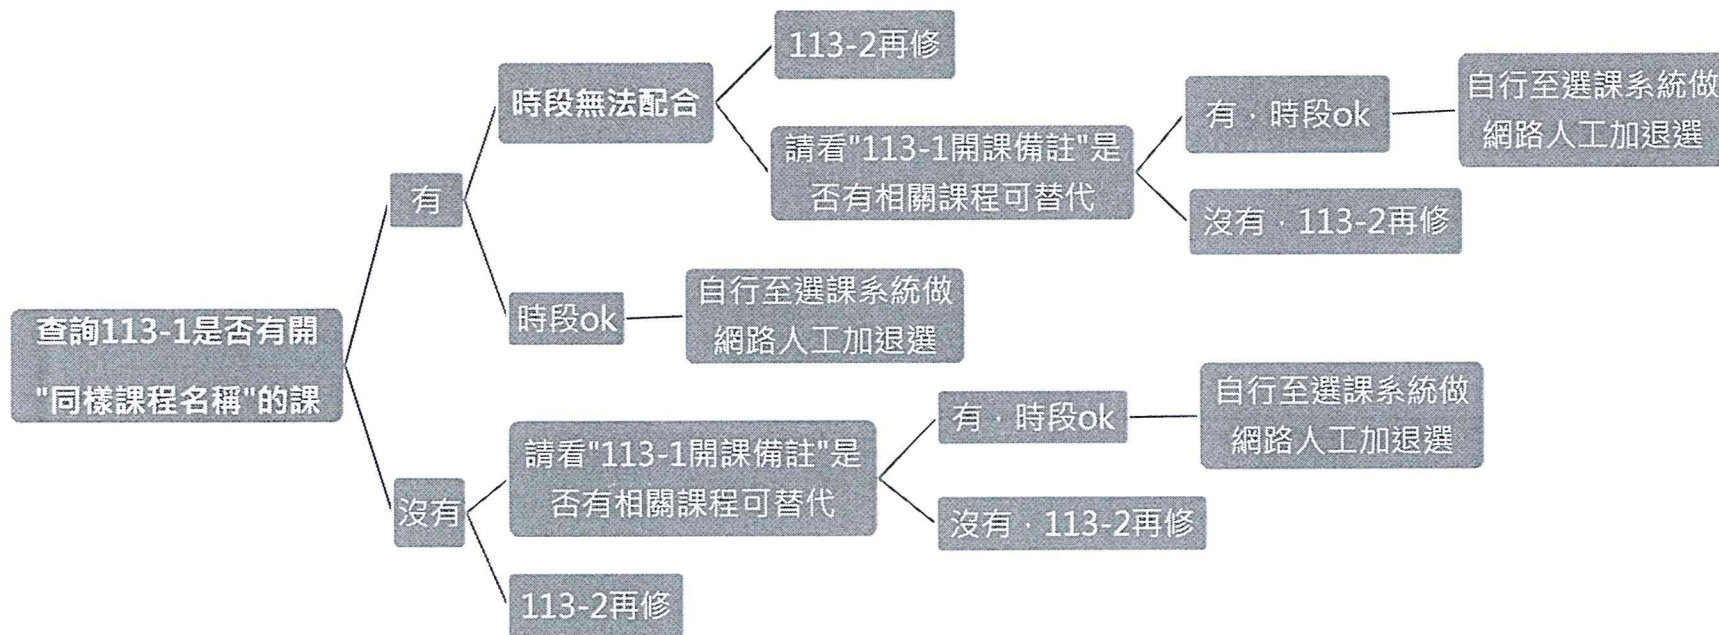 查詢113-1是否有開
"同樣課程名稱"的課
有
時段無法配合
113-2再修
請看"113-1開課備註"是
否有相關課程可替代
有，時段ok
自行至選課系統做
網路人工加退選
沒有，113-2再修
時段ok
自行至選課系統做
網路人工加退選
沒有
請看"113-1開課備註"是
否有相關課程可替代
有，時段ok
自行至選課系統做
網路人工加退選
沒有，113-2再修
113-2再修